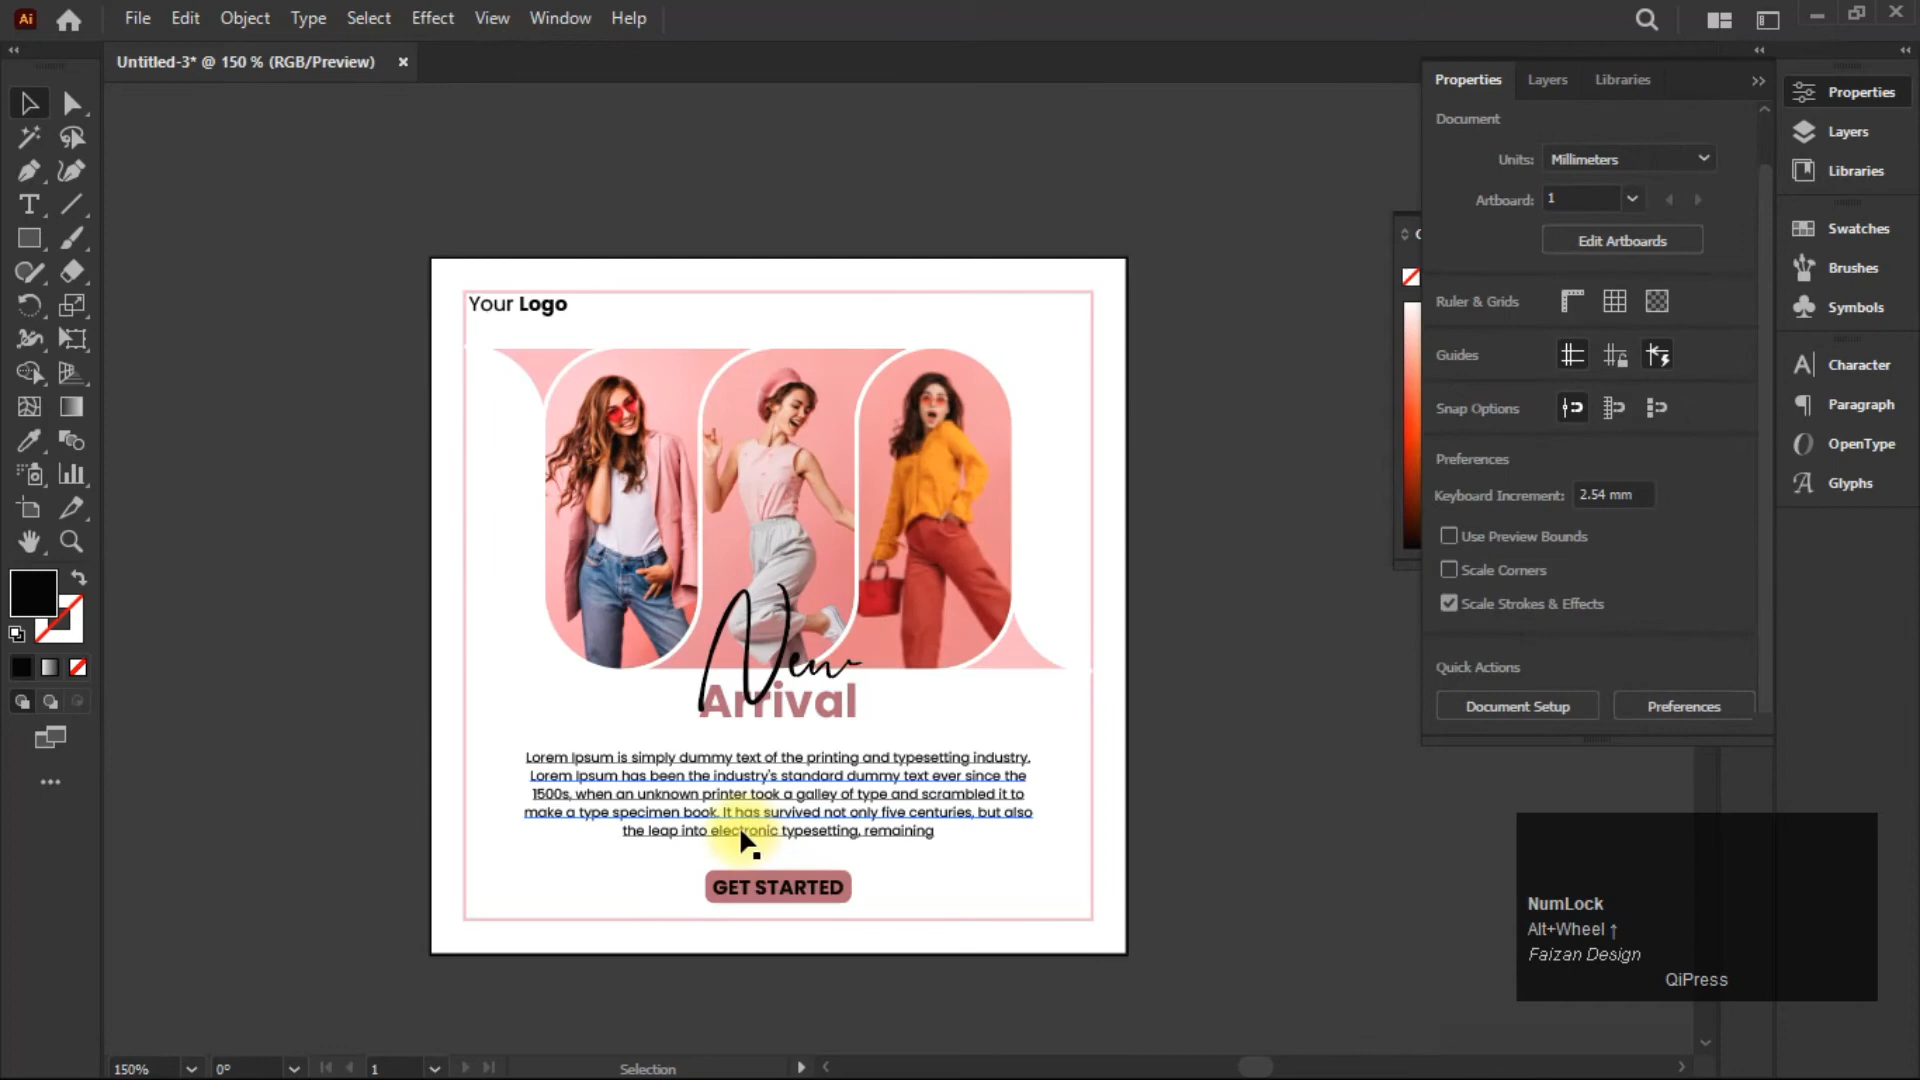 Ai
File
Edit
Object
Type
Select
Effect
View
Window
Help
Untitled-3* @ 150 % (RGB/Preview)
Properties
Layers
Libraries
Document
Units:
Millimeters
Artboard:
1
Edit Artboards
Ruler & Grids
Guides
Snap Options
Preferences
Keyboard Increment:
2.54 mm
Use Preview Bounds
Scale Corners
Scale Strokes & Effects
Quick Actions
Document Setup
Preferences
Properties
Layers
Libraries
Swatches
Brushes
Symbols
Character
Paragraph
OpenType
Glyphs
Your Logo
New
Arrival
Lorem Ipsum is simply dummy text of the printing and typesetting industry.
Lorem Ipsum has been the industry's standard dummy text ever since the
1500s, when an unknown printer took a galley of type and scrambled it to
make a type specimen book. It has survived not only five centuries, but also
the leap into electronic typesetting, remaining
GET STARTED
NumLock
Alt+Wheel ↑
Faizan Design
QiPress
150%
0°
1
Selection